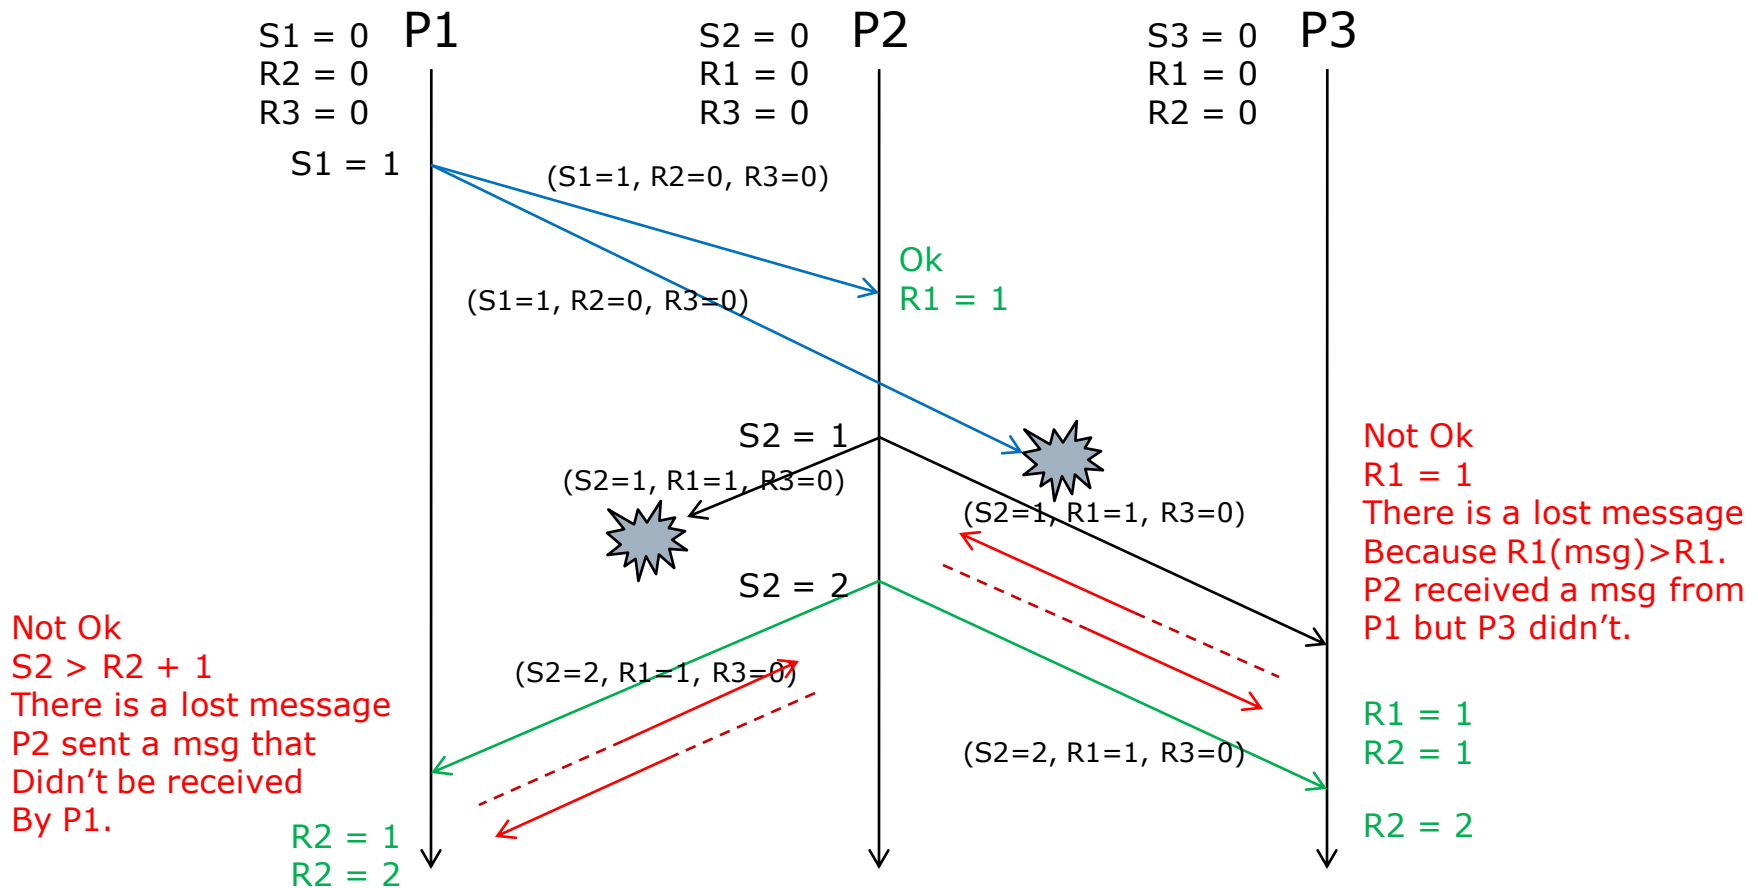 S1 = 0 P1
R2 = 0
R3 = 0
S2 = 0 P2
R1 = 0
R3 = 0
S3 = 0 P3
R1 = 0
R2 = 0
S1 = 1
(S1=1, R2=0, R3=0)
Ok
R1 = 1
(S1=1, R2=0, R3=0)
S2 = 1
(S2=1, R1=1, R3=0)
(S2=1, R1=1, R3=0)
Not Ok
R1 = 1
There is a lost message
Because R1(msg)>R1.
P2 received a msg from
P1 but P3 didn't.
S2 = 2
Not Ok
S2 > R2 + 1
There is a lost message
P2 sent a msg that
Didn't be received
By P1.
(S2=2, R1=1, R3=0)
(S2=2, R1=1, R3=0)
R1 = 1
R2 = 1
R2 = 2
R2 = 1
R2 = 2